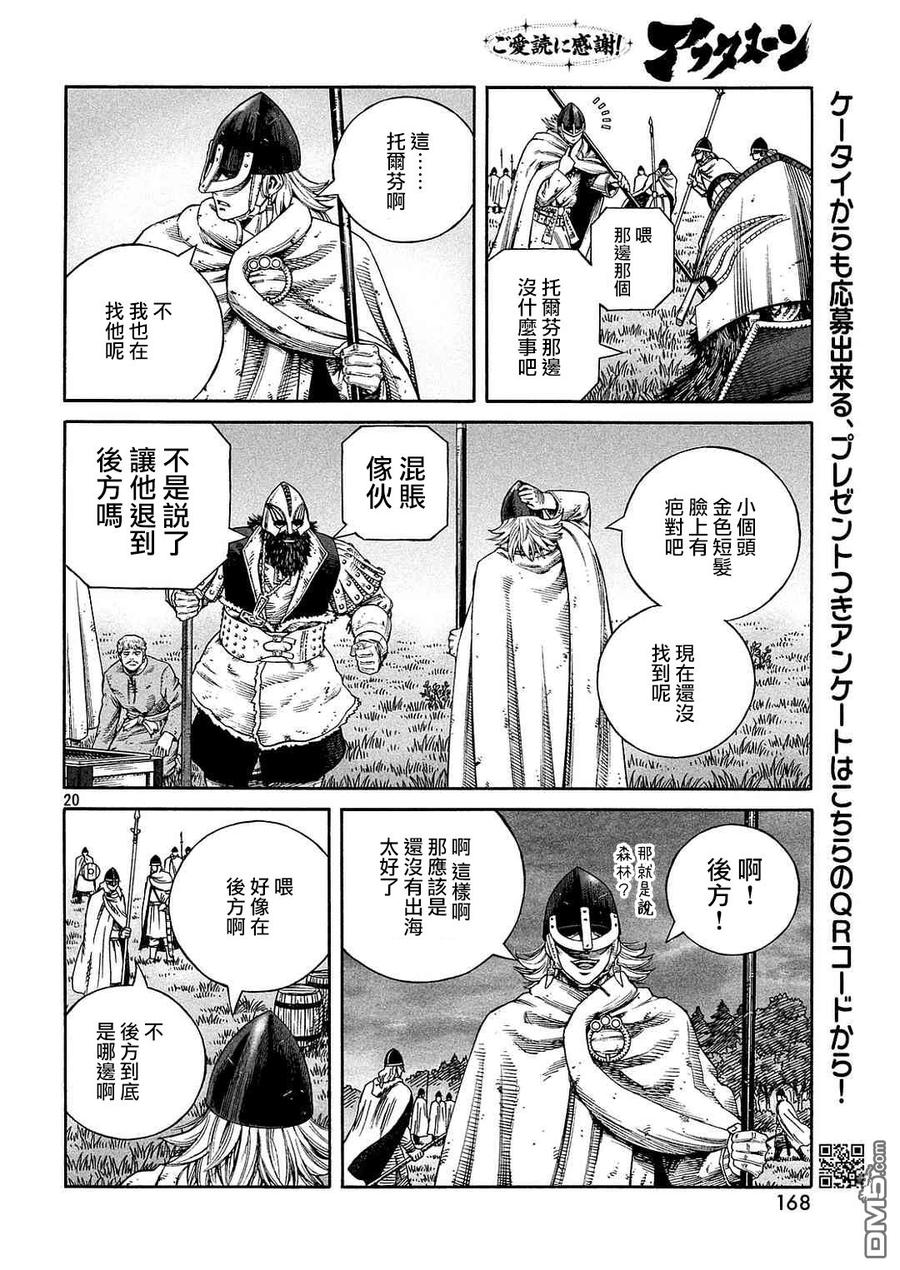 ご愛読に感謝!
アフタヌーン
ケータイからも応募出来る、プレゼントつきアンケートはこちらのQRコードから!
喂
那邊那個
托爾芬那邊
沒什麼事吧
這……
托爾芬啊
不
我也在
找他呢
小個頭
金色短髮
臉上有
疤對吧
現在還沒
找到呢
混賬
傢伙
不是說了
讓他退到
後方嗎
20
啊!
後方!
那就是說
森林?
啊 這樣啊
那應該是
還沒有出海
太好了
喂
好像在
後方啊
不
後方到底
是哪邊啊
168
DM5.com